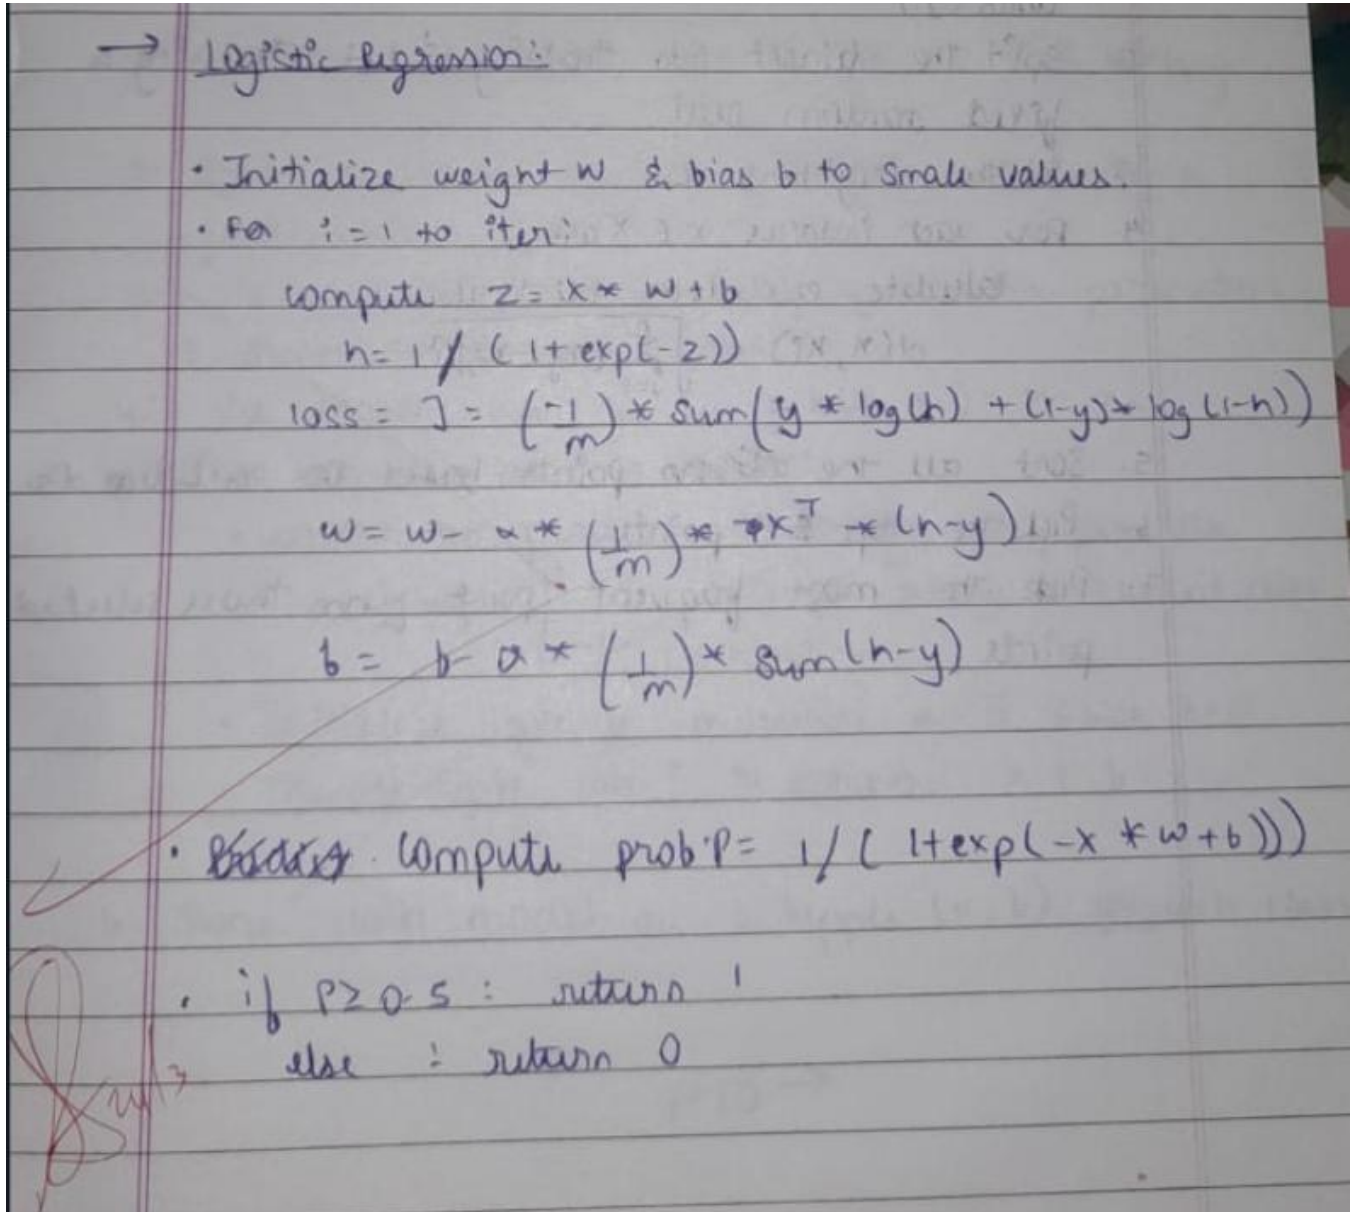 → Logistic Regression:
• Initialize weight w & bias b to small values.
• For i = 1 to iter:
compute z = x * w + b
h = 1 / (1 + exp(-z))
loss = J = (-1/m) * sum(y * log(h) + (1-y) * log(1-h))
w = w - α * (1/m) * x^T * (h-y)
b = b - α * (1/m) * sum(h-y)
• Compute prob. P = 1 / (1+exp(-x * w + b)))
• if P ≥ 0.5 : return 1
else : return 0